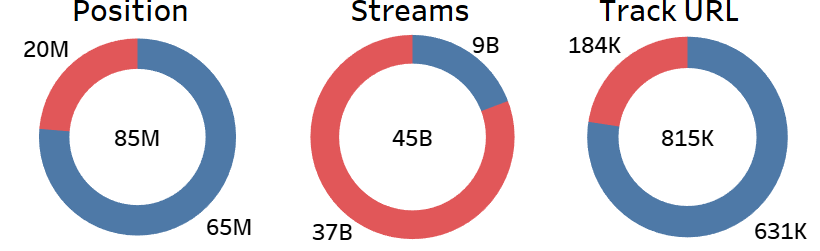 Position Streams Track URL
20M 9B 184K
85M 45B 815K
65M 37B 631K